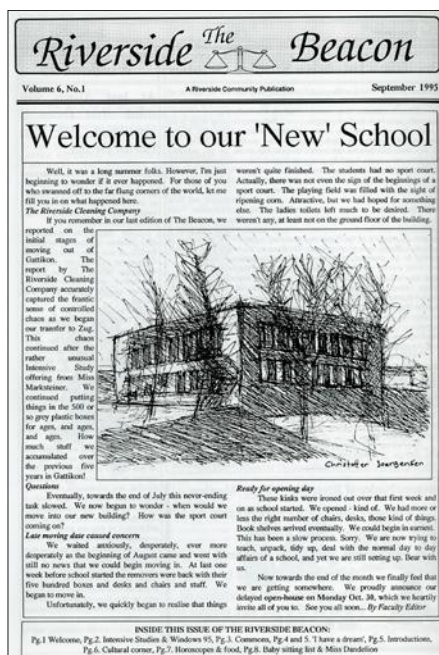 Riverside The Beacon
Volume 6, No.1
A Riverside Community Publication
September 1995
Welcome to our 'New' School
Well, it was a long summer folks. However, I'm just
beginning to wonder if it ever happened. For those of you
who swanned off to the far flung corners of the world, let me
fill you in on what happened here.
The Riverside Cleaning Company
If you remember in our last edition of The Beacon, we
reported on the
initial stages of
moving out of
Gattikon. The
report by The
Riverside Cleaning
Company accurately
captured the frantic
sense of controlled
chaos as we began
our transfer to Zug.
This chaos
continued after the
rather unusual
Intensive Study
offering from Miss
Marksteiner. We
continued putting
things in the 500 or
so grey plastic boxes
for ages, and ages,
and ages. How
much stuff we
accumulated over
the previous five
years in Gattikon!
Questions
Eventually, towards the end of July this never-ending
task slowed. We now began to wonder - when would we
move into our new building? How was the sport court
coming on?
Late moving date caused concern
We waited anxiously, desperately, ever more
desperately as the beginning of August came and went with
still no news that we could begin moving in. At last one
week before school started the removers were back with their
five hundred boxes and desks and chairs and stuff. We
began to move in.
Unfortunately, we quickly began to realise that things
weren't quite finished. The students had no sport court.
Actually, there was not even the sign of the beginnings of a
sport court. The playing field was filled with the sight of
ripening corn. Attractive, but we had hoped for something
else. The ladies toilets left much to be desired. There
weren't any, at least not on the ground floor of the building.
Christoffer Joergensen
Ready for opening day
These kinks were ironed out over that first week and
on as school started. We opened - kind of. We had more or
less the right number of chairs, desks, those kind of things.
Book shelves arrived eventually. We could begin in earnest.
This has been a slow process. Sorry. We are now trying to
teach, unpack, tidy up, deal with the normal day to day
affairs of a school, and yet we are still setting up. Bear with
us.
Now towards the end of the month we finally feel that
we are getting somewhere. We proudly announce our
delayed open-house on Monday Oct. 30, which we heartily
invite all of you to. See you all soon... By Faculty Editor
INSIDE THIS ISSUE OF THE RIVERSIDE BEACON:
Pg.1 Welcome, Pg.2. Intensive Studies & Windows 95, Pg.3. Commons, Pg.4 and 5. 'I have a dream', Pg.5. Introductions,
Pg.6. Cultural corner, Pg.7. Horoscopes & food, Pg.8. Baby sitting list & Miss Dandelion